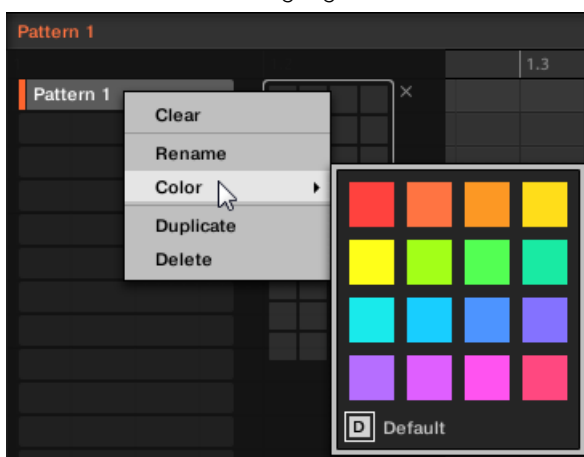 Pattern 1
1.3
Pattern 1
×
Clear
Rename
Color
Duplicate
Delete
D Default